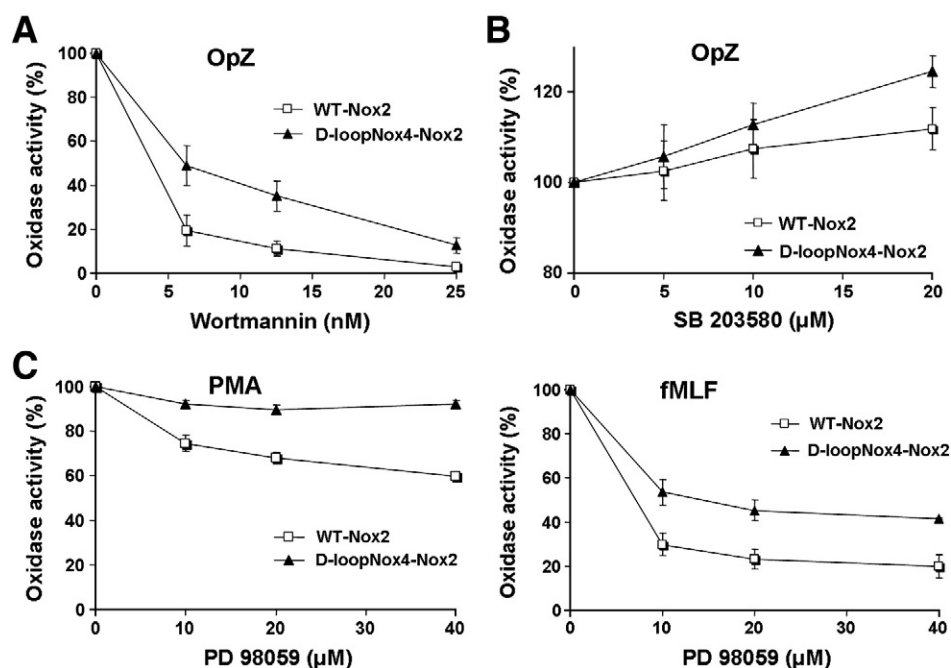 A
OpZ
Oxidase activity (%)
100
80
60
40
20
0
WT-Nox2
D-loopNox4-Nox2
0 5 10 15 20 25
Wortmannin (nM)
B
OpZ
Oxidase activity (%)
120
100
80
WT-Nox2
D-loopNox4-Nox2
0 5 10 15 20
SB 203580 (µM)
C
PMA
Oxidase activity (%)
100
80
60
40
20
0
WT-Nox2
D-loopNox4-Nox2
0 10 20 30 40
PD 98059 (µM)
fMLF
Oxidase activity (%)
100
80
60
40
20
0
WT-Nox2
D-loopNox4-Nox2
0 10 20 30 40
PD 98059 (µM)